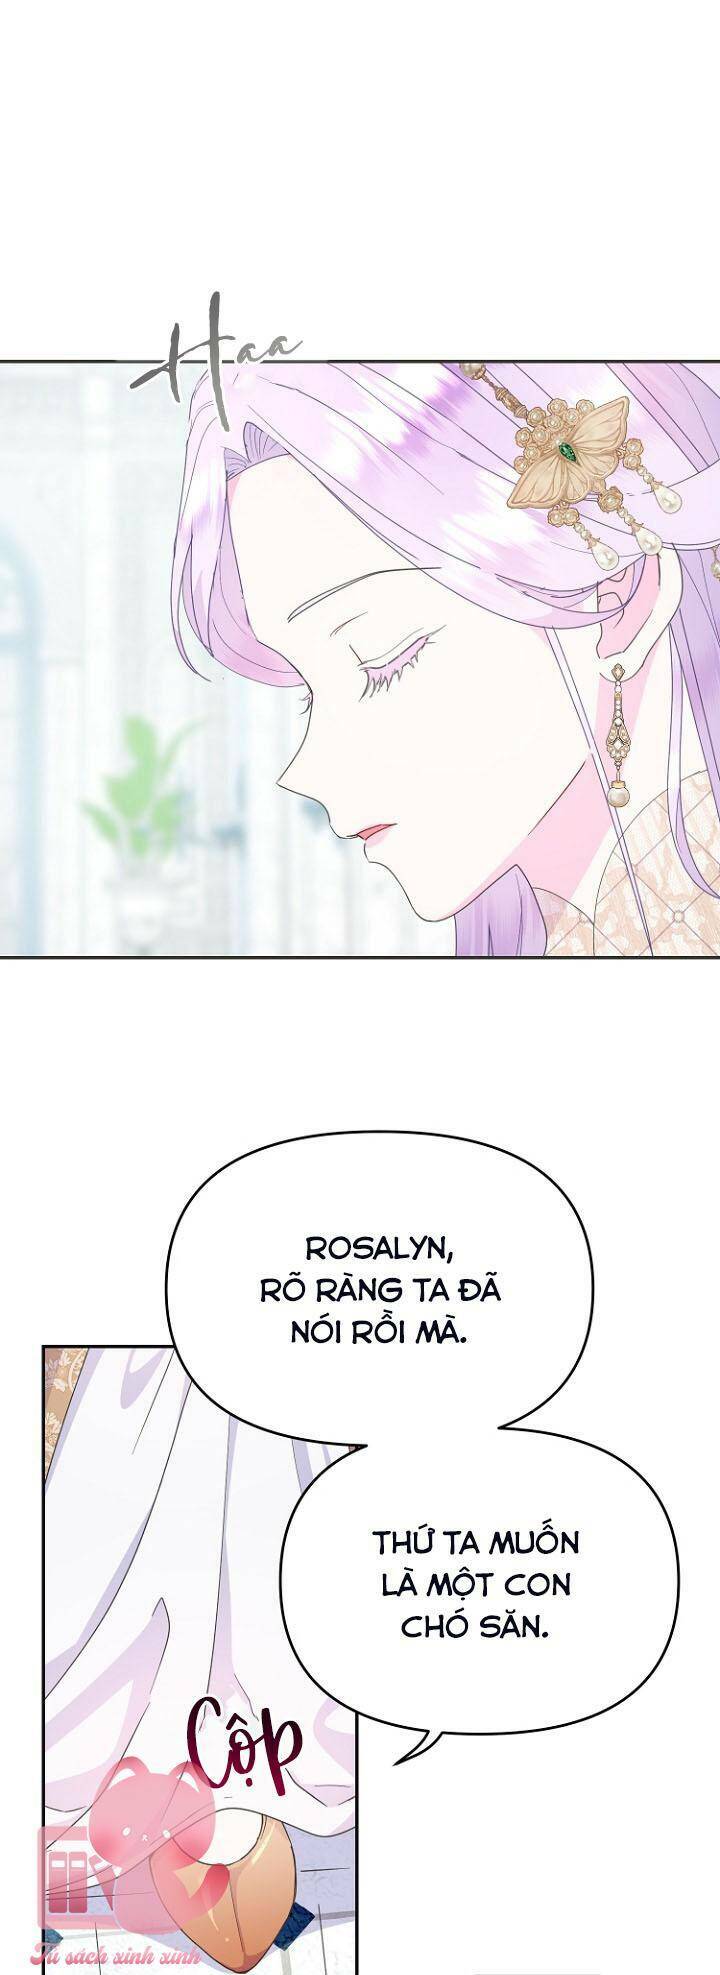 Haa
ROSALYN,
RÕ RÀNG TA ĐÃ
NÓI RỒI MÀ.
THỨ TA MUỐN
LÀ MỘT CON
CHÓ SĂN.
Cộp
Tủ sách xinh xinh